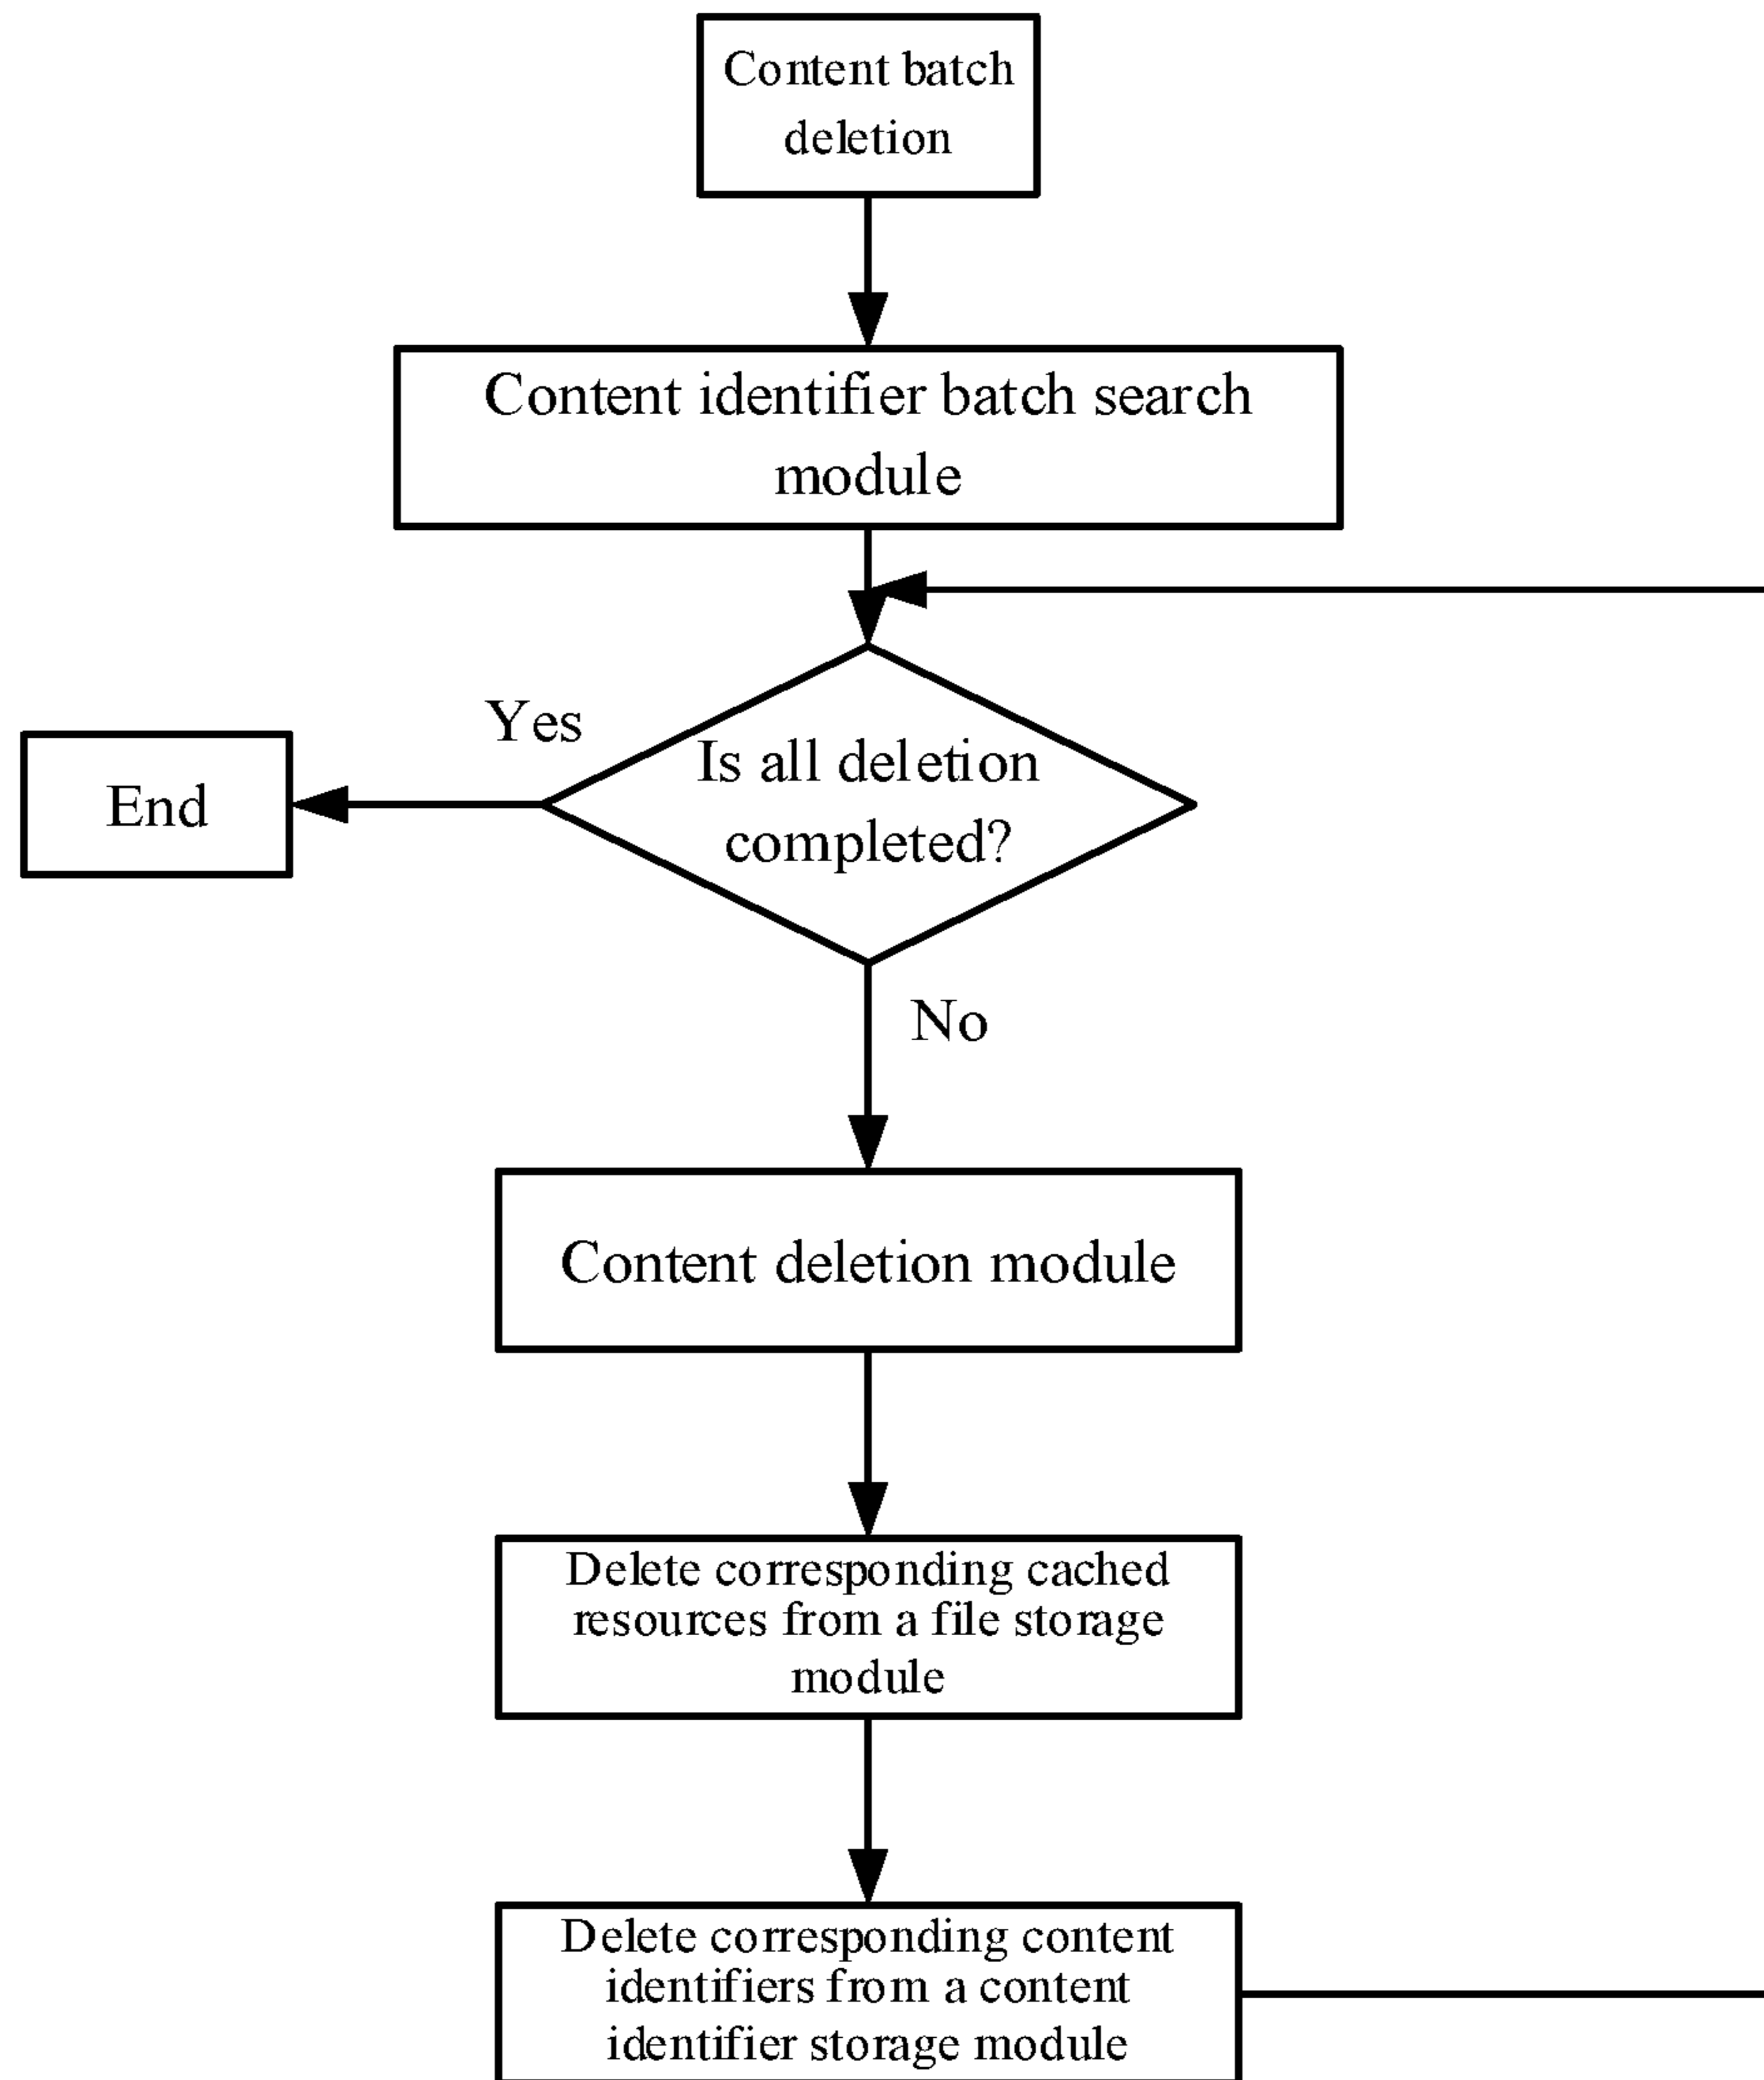 Content batch
deletion
Content identifier batch search
module
Yes
Is all deletion
completed?
End
No
Content deletion module
Delete corresponding cached
resources from a file storage
module
Delete corresponding content
identifiers from a content
identifier storage module